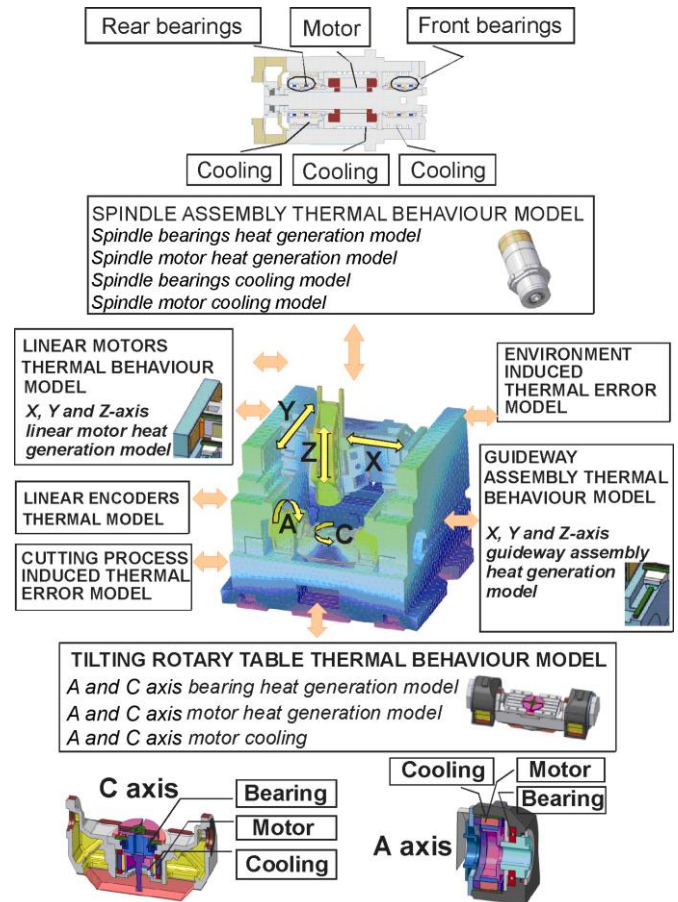 Rear bearings
Motor
Front bearings
Cooling
Cooling
Cooling
SPINDLE ASSEMBLY THERMAL BEHAVIOUR MODEL
Spindle bearings heat generation model
Spindle motor heat generation model
Spindle bearings cooling model
Spindle motor cooling model
LINEAR MOTORS
THERMAL BEHAVIOUR
MODEL
X, Y and Z-axis
linear motor heat
generation model
ENVIRONMENT
INDUCED
THERMAL ERROR
MODEL
Y
Z
X
A
C
LINEAR ENCODERS
THERMAL MODEL
GUIDEWAY
ASSEMBLY THERMAL
BEHAVIOUR MODEL
X, Y and Z-axis
guideway assembly
heat generation
model
CUTTING PROCESS
INDUCED THERMAL
ERROR MODEL
TILTING ROTARY TABLE THERMAL BEHAVIOUR MODEL
A and C axis bearing heat generation model
A and C axis motor heat generation model
A and C axis motor cooling
C axis
Bearing
Motor
Cooling
Cooling
Motor
Bearing
A axis